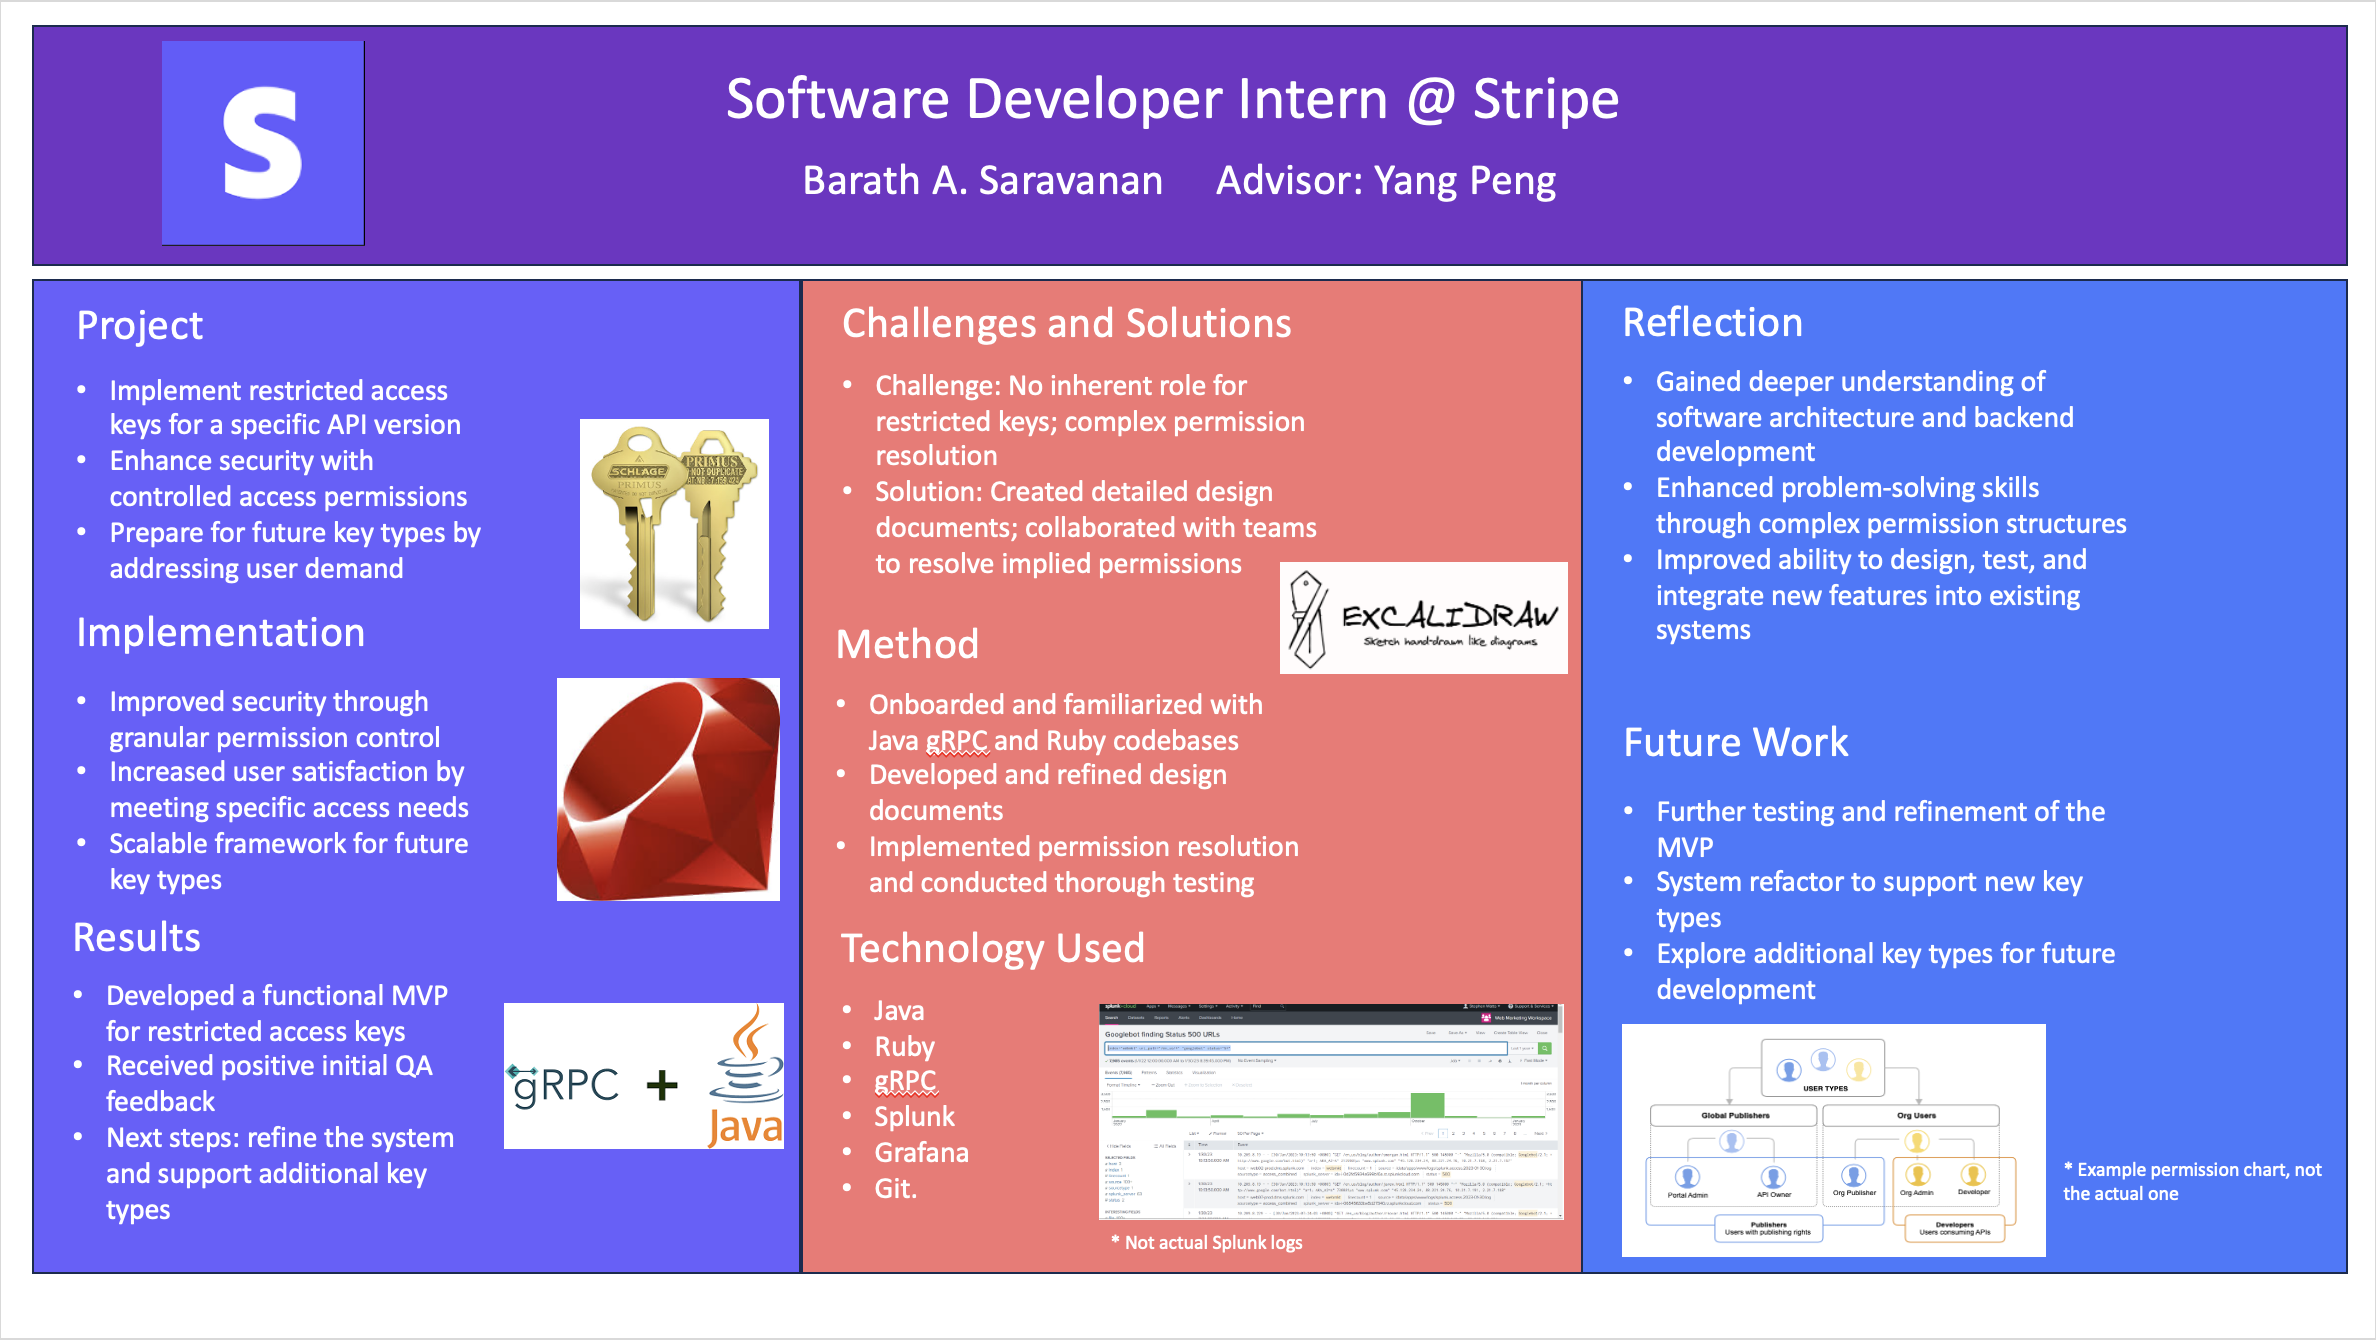 S
Software Developer Intern @ Stripe
Barath A. Saravanan Advisor: Yang Peng
Project
• Implement restricted access
keys for a specific API version
• Enhance security with
controlled access permissions
• Prepare for future key types by
addressing user demand
SCHLAGE
PRIMUS
PRIMUS
Implementation
• Improved security through
granular permission control
• Increased user satisfaction by
meeting specific access needs
• Scalable framework for future
key types
Results
• Developed a functional MVP
for restricted access keys
• Received positive initial QA
feedback
• Next steps: refine the system
and support additional key
types
gRPC + Java
Challenges and Solutions
• Challenge: No inherent role for
restricted keys; complex permission
resolution
• Solution: Created detailed design
documents; collaborated with teams
to resolve implied permissions
EXCALIDRAW
Sketch hand-drawn like diagrams
Method
• Onboarded and familiarized with
Java gRPC and Ruby codebases
• Developed and refined design
documents
• Implemented permission resolution
and conducted thorough testing
Technology Used
• Java
• Ruby
• gRPC
• Splunk
• Grafana
• Git.
Googlebot finding Status 500 URLs
* Not actual Splunk logs
Reflection
• Gained deeper understanding of
software architecture and backend
development
• Enhanced problem-solving skills
through complex permission structures
• Improved ability to design, test, and
integrate new features into existing
systems
Future Work
• Further testing and refinement of the
MVP
• System refactor to support new key
types
• Explore additional key types for future
development
USER TYPES
Global Publishers
Org Users
Portal Admin
API Owner
Org Publisher
Org Admin
Developer
Publishers
Users with publishing rights
Developers
Users consuming APIs
* Example permission chart, not
the actual one